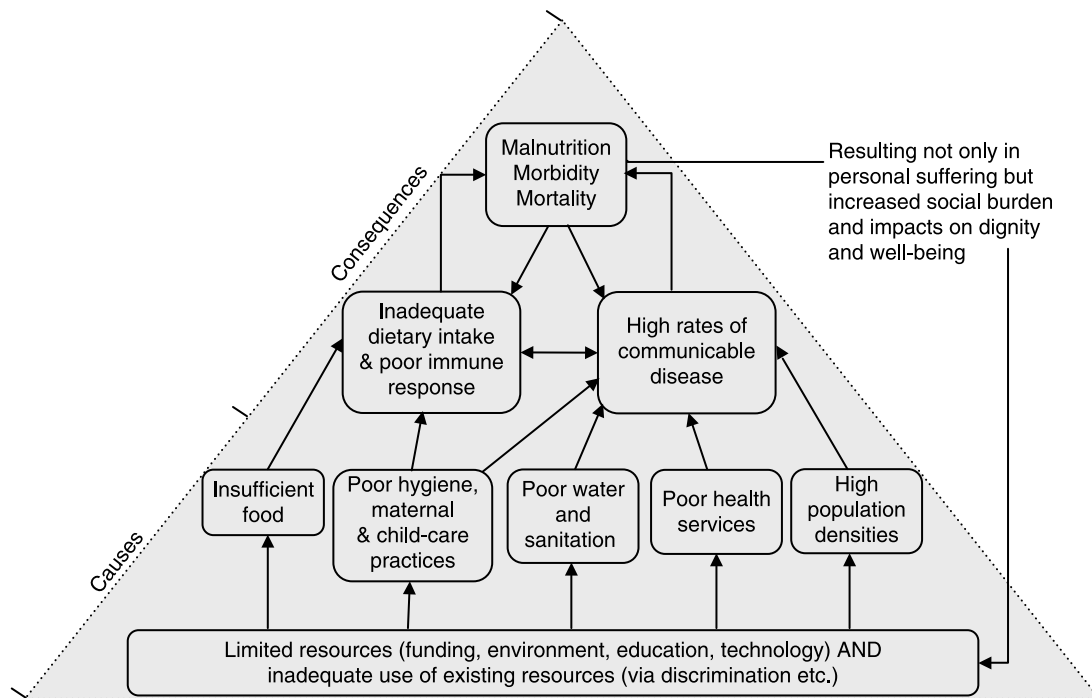 Malnutrition
Morbidity
Mortality
Resulting not only in
personal suffering but
increased social burden
and impacts on dignity
and well-being
Consequences
Inadequate
dietary intake
& poor immune
response
High rates of
communicable
disease
Causes
Insufficient
food
Poor hygiene,
maternal
& child-care
practices
Poor water
and
sanitation
Poor health
services
High
population
densities
Limited resources (funding, environment, education, technology) AND
inadequate use of existing resources (via discrimination etc.)